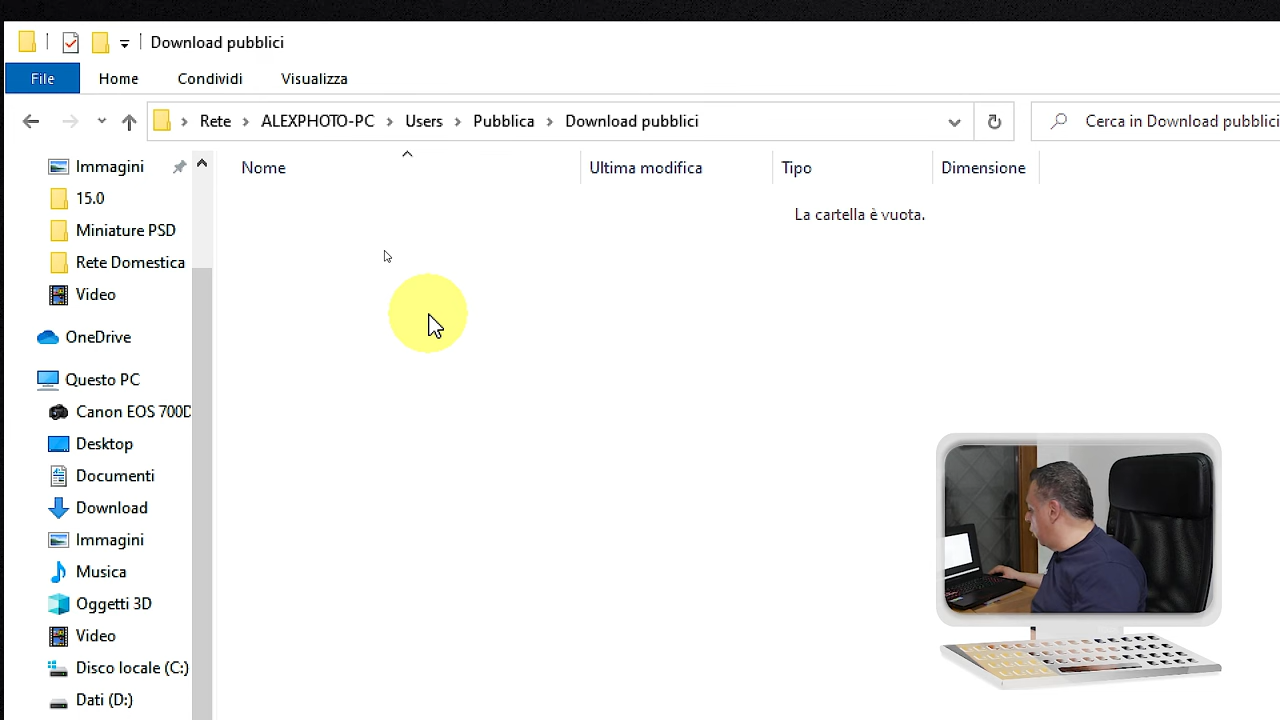 Download pubblici
File Home Condividi Visualizza
Rete ALEXPHOTO-PC Users Pubblica Download pubblici
Cerca in Download pubblici
Nome Ultima modifica Tipo Dimensione
La cartella è vuota.
Immagini
15.0
Miniature PSD
Rete Domestica
Video
OneDrive
Questo PC
Canon EOS 700D
Desktop
Documenti
Download
Immagini
Musica
Oggetti 3D
Video
Disco locale (C:)
Dati (D:)